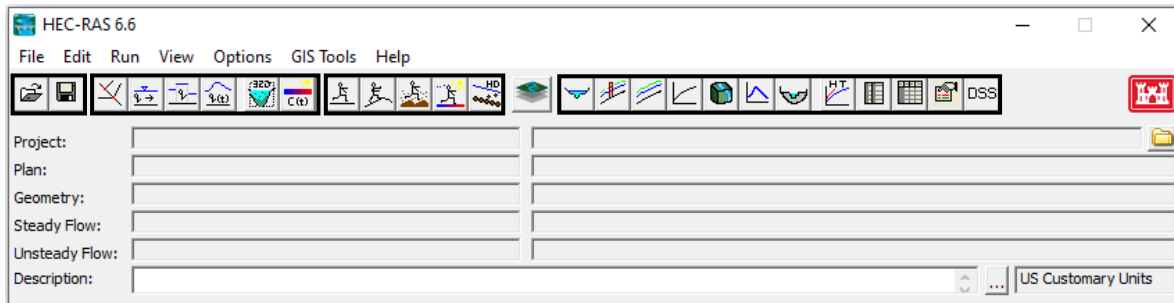 HEC-RAS 6.6
File Edit Run View Options GIS Tools Help
HD C(t) H,T DSS
Project:
Plan:
Geometry:
Steady Flow:
Unsteady Flow:
Description: ... US Customary Units